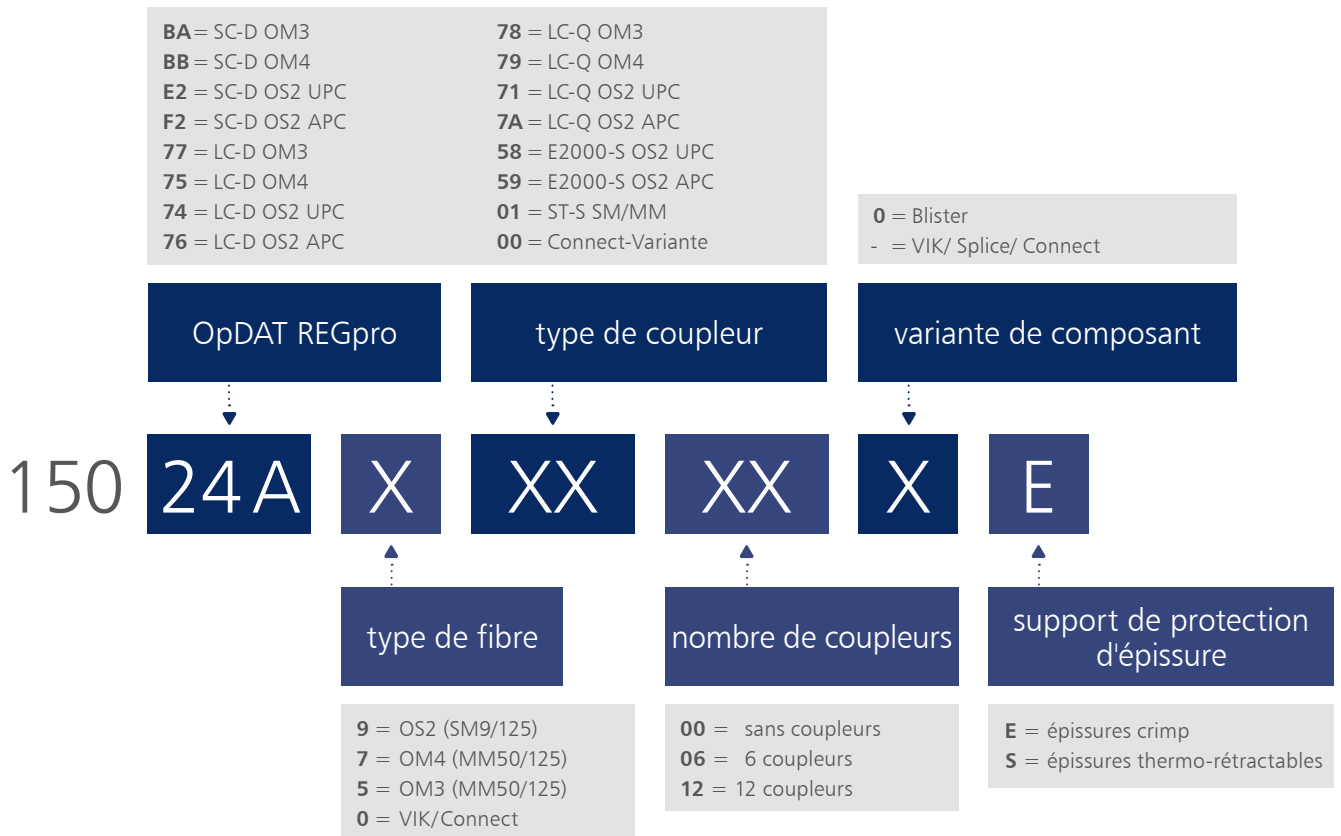 BA = SC-D OM3
BB = SC-D OM4
E2 = SC-D OS2 UPC
F2 = SC-D OS2 APC
77 = LC-D OM3
75 = LC-D OM4
74 = LC-D OS2 UPC
76 = LC-D OS2 APC
78 = LC-Q OM3
79 = LC-Q OM4
71 = LC-Q OS2 UPC
7A = LC-Q OS2 APC
58 = E2000-S OS2 UPC
59 = E2000-S OS2 APC
01 = ST-S SM/MM
00 = Connect-Variante
0 = Blister
- = VIK/ Splice/ Connect
OpDAT REGpro
type de coupleur
variante de composant
150 24A X XX XX X E
type de fibre
nombre de coupleurs
support de protection
d'épissure
9 = OS2 (SM9/125)
7 = OM4 (MM50/125)
5 = OM3 (MM50/125)
0 = VIK/Connect
00 = sans coupleurs
06 = 6 coupleurs
12 = 12 coupleurs
E = épissures crimp
S = épissures thermo-rétractables